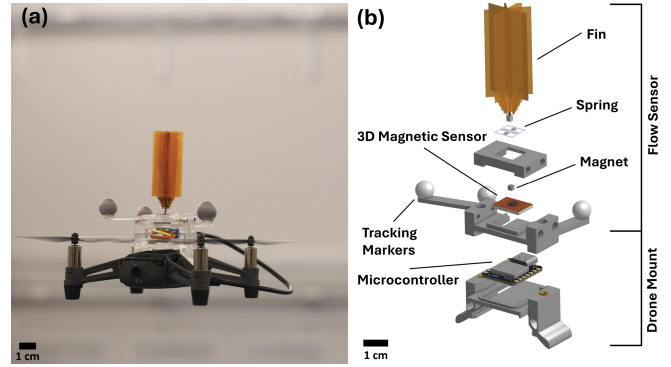 (a)
1 cm
(b)
Fin
Spring
3D Magnetic Sensor
Magnet
Tracking
Markers
Microcontroller
1 cm
Flow Sensor
Drone Mount